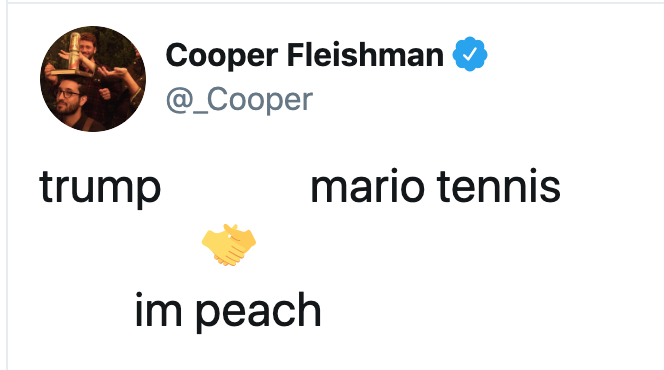 Cooper Fleishman
@_Cooper
trump mario tennis
🤝
im peach